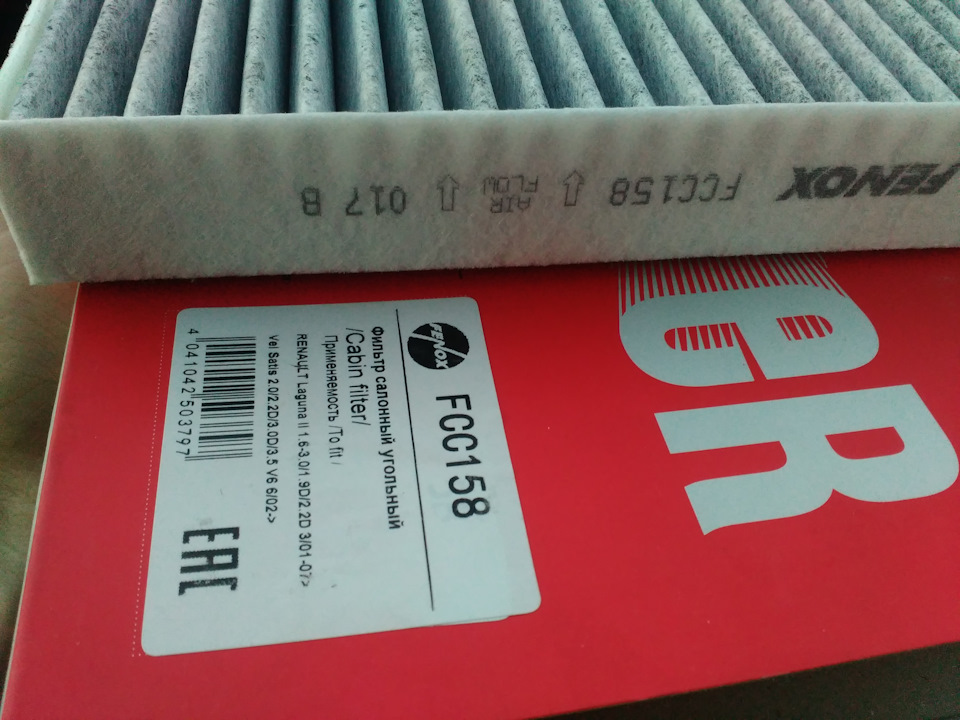 FENOX FCC158 AIR FLOW 017 B
FENOX
FCC158
Фильтр салонный угольный
/Cabin filter/
Применяемость /To fit /
RENAULT Laguna II 1.6-3.0/1.9D/2.2D 3/01-07>
Vel Satis 2.0/2.2D/3.0D/3.5 V6 6/02->
4 041042 503797
EAC
eR